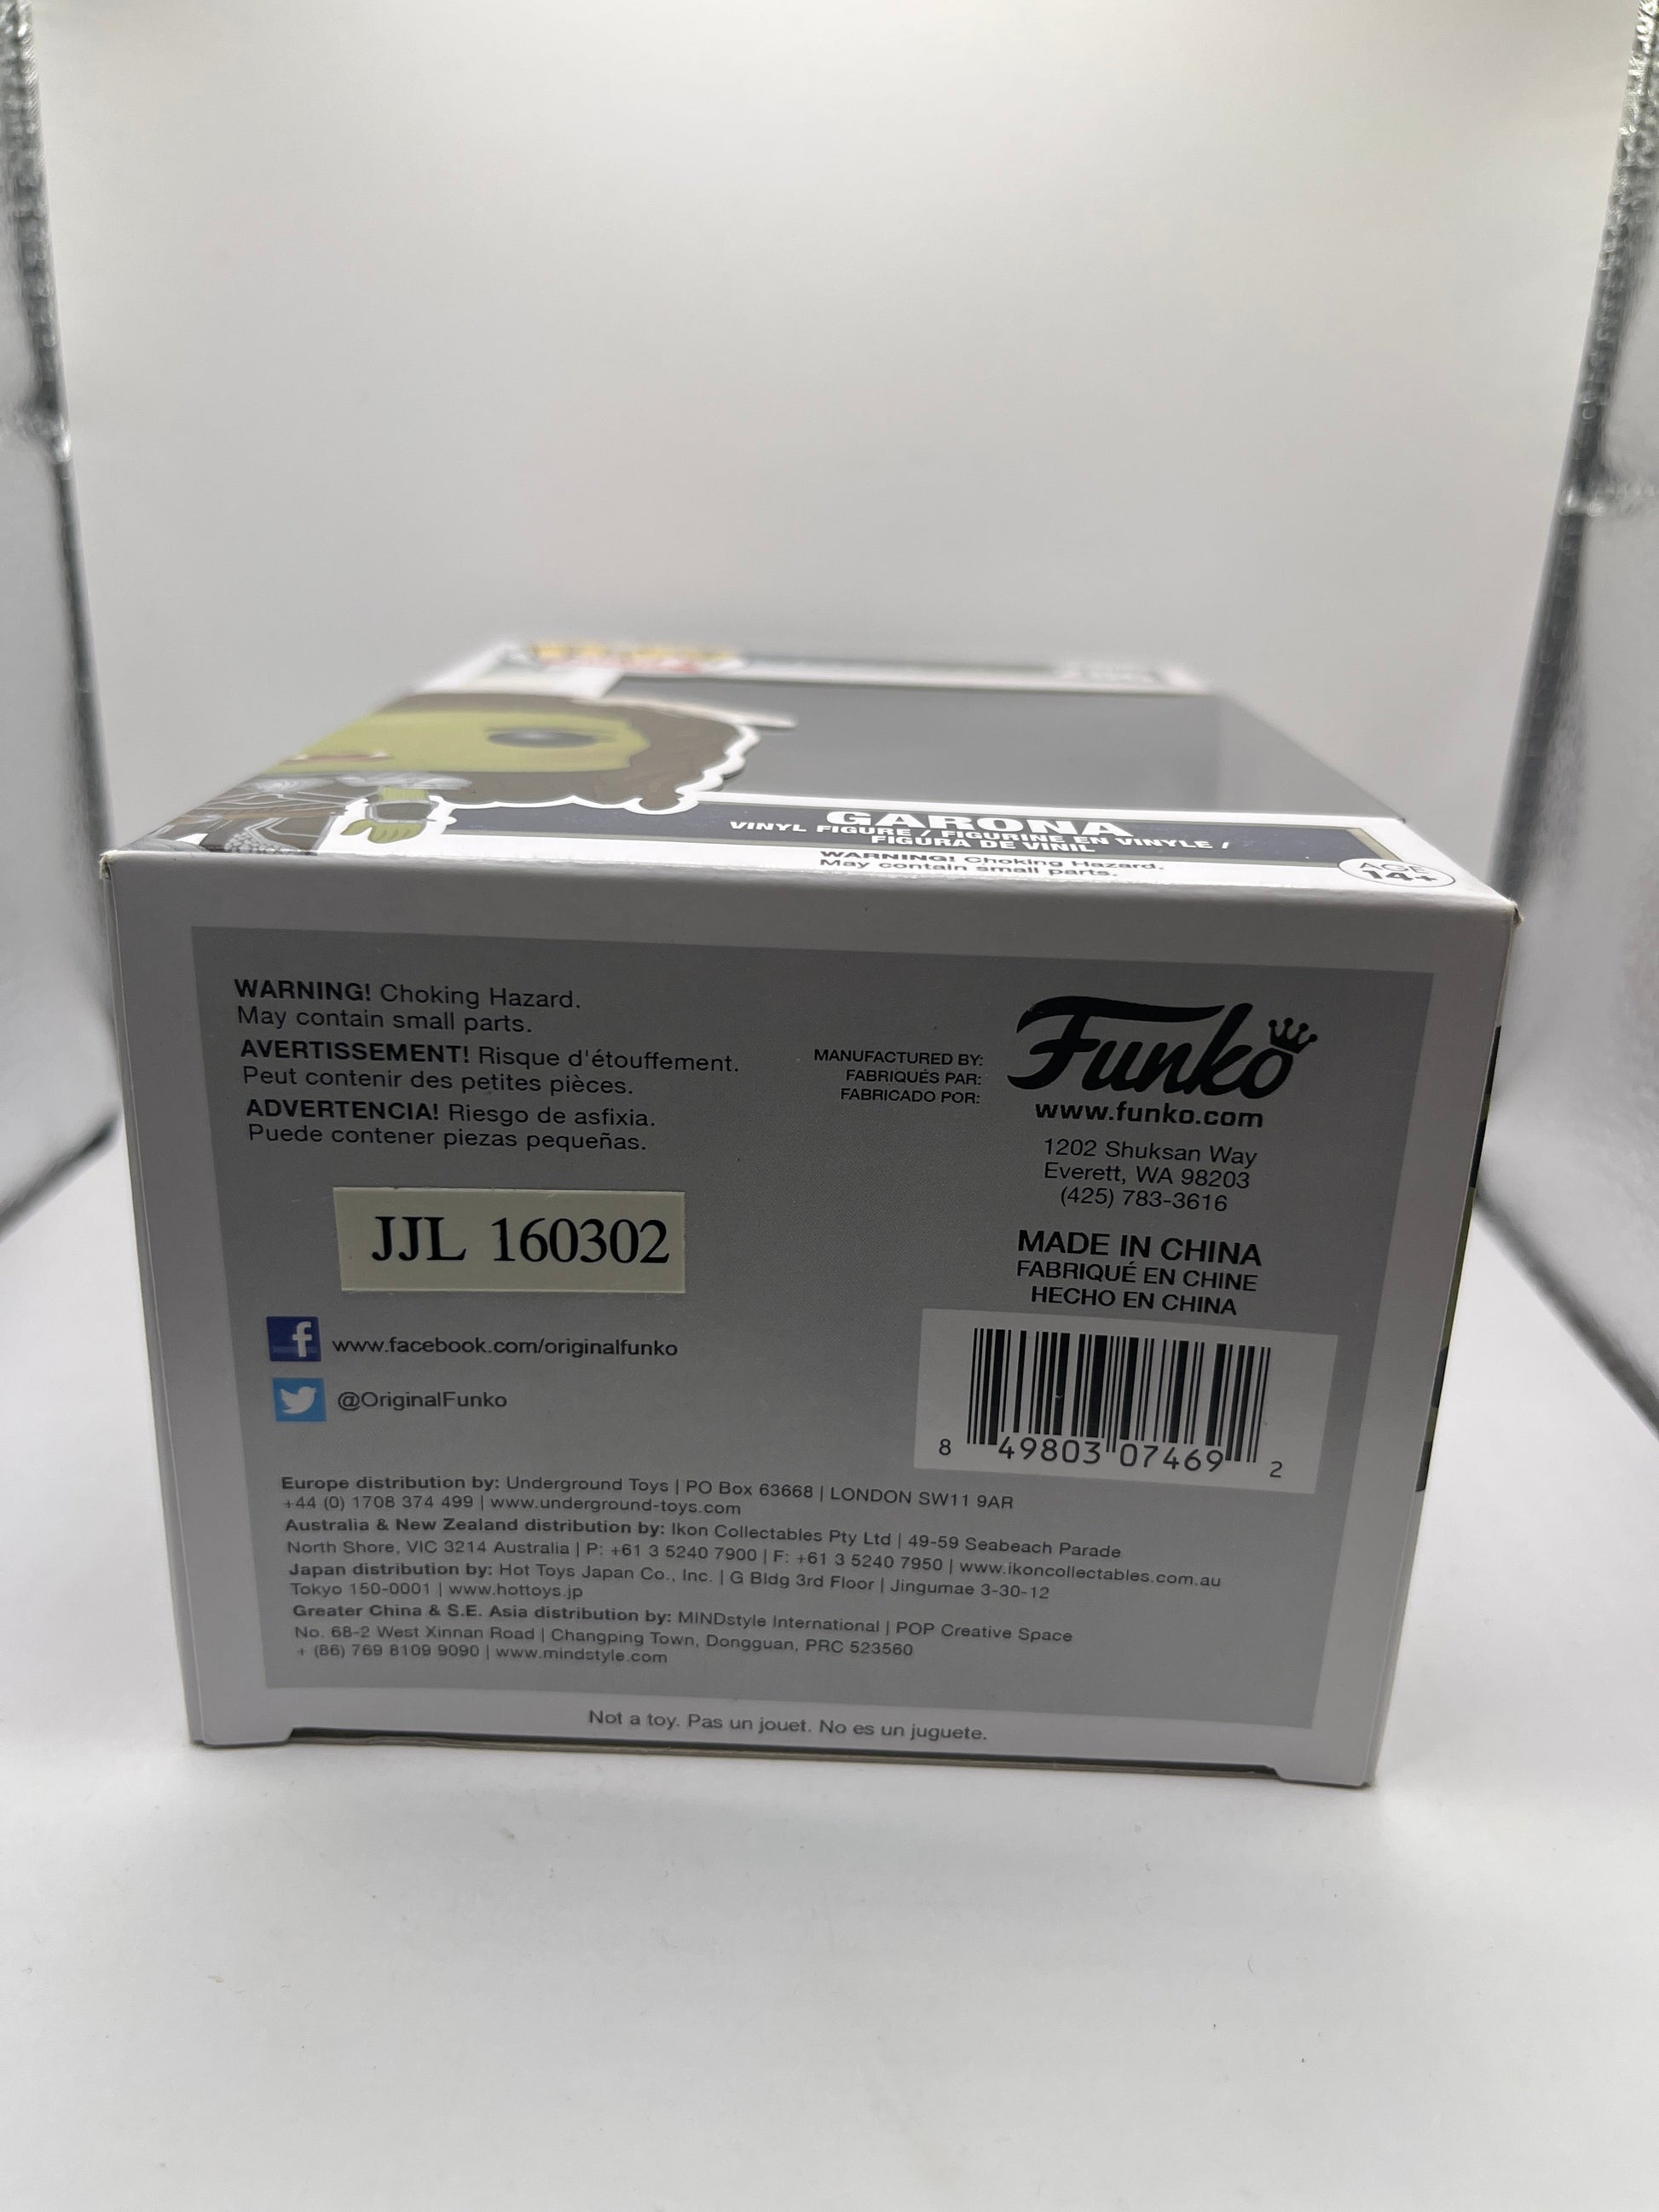 GARONA
VINYL FIGURE / FIGURINE EN VINYLE /
FIGURA DE VINIL
WARNING! Choking Hazard.
May contain small parts.
AGE
14+
WARNING! Choking Hazard.
May contain small parts.
AVERTISSEMENT! Risque d'étouffement.
Peut contenir des petites pièces.
ADVERTENCIA! Riesgo de asfixia.
Puede contener piezas pequeñas.
MANUFACTURED BY:
FABRIQUÉS PAR:
FABRICADO POR:
Funko
www.funko.com
1202 Shuksan Way
Everett, WA 98203
(425) 783-3616
MADE IN CHINA
FABRIQUÉ EN CHINE
HECHO EN CHINA
JJL 160302
f www.facebook.com/originalfunko
@OriginalFunko
8 49803 07469 2
Europe distribution by: Underground Toys | PO Box 63668 | LONDON SW11 9AR
+44 (0) 1708 374 499 | www.underground-toys.com
Australia & New Zealand distribution by: Ikon Collectables Pty Ltd | 49-59 Seabeach Parade
North Shore, VIC 3214 Australia | P: +61 3 5240 7900 | F: +61 3 5240 7950 | www.ikoncollectables.com.au
Japan distribution by: Hot Toys Japan Co., Inc. | G Bldg 3rd Floor | Jingumae 3-30-12
Tokyo 150-0001 | www.hottoys.jp
Greater China & S.E. Asia distribution by: MINDstyle International | POP Creative Space
No. 68-2 West Xinnan Road | Changping Town, Dongguan, PRC 523560
+ (86) 769 8109 9090 | www.mindstyle.com
Not a toy. Pas un jouet. No es un juguete.